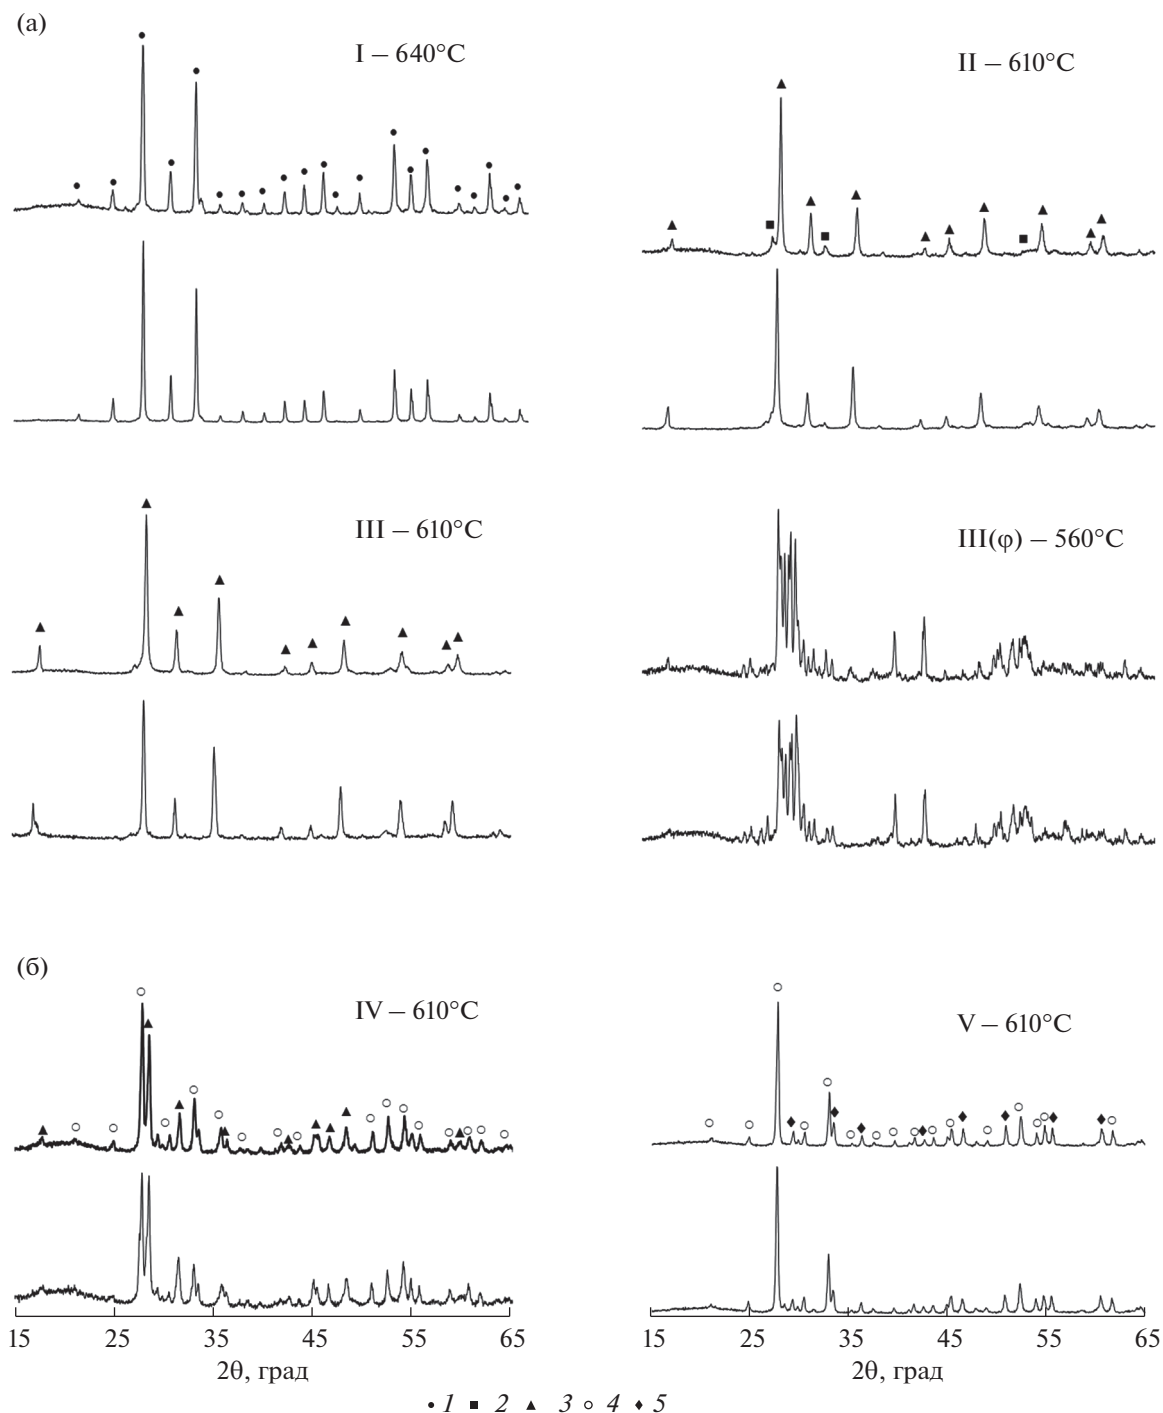 (а)
I – 640°C
II – 610°C
III – 610°C
III(φ) – 560°C
(б)
IV – 610°C
V – 610°C
15 25 35 45 55 65
2θ, град
15 25 35 45 55 65
2θ, град
1 2 3 4 5